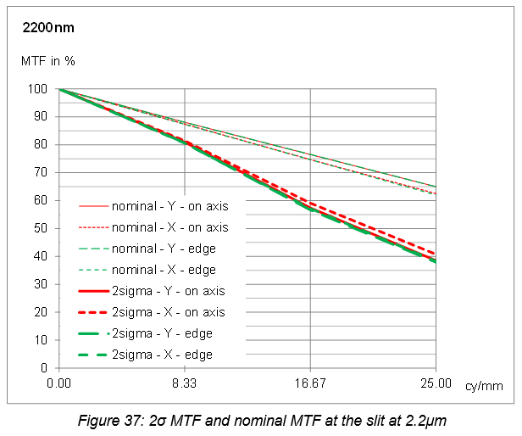 2200nm
MTF in %
100
90
80
70
60
50
40
30
20
10
0
nominal - Y - on axis
nominal - X - on axis
nominal - Y - edge
nominal - X - edge
2sigma - Y - on axis
2sigma - X - on axis
2sigma - Y - edge
2sigma - X - edge
0.00 8.33 16.67 25.00 cy/mm
Figure 37: 2σ MTF and nominal MTF at the slit at 2.2µm